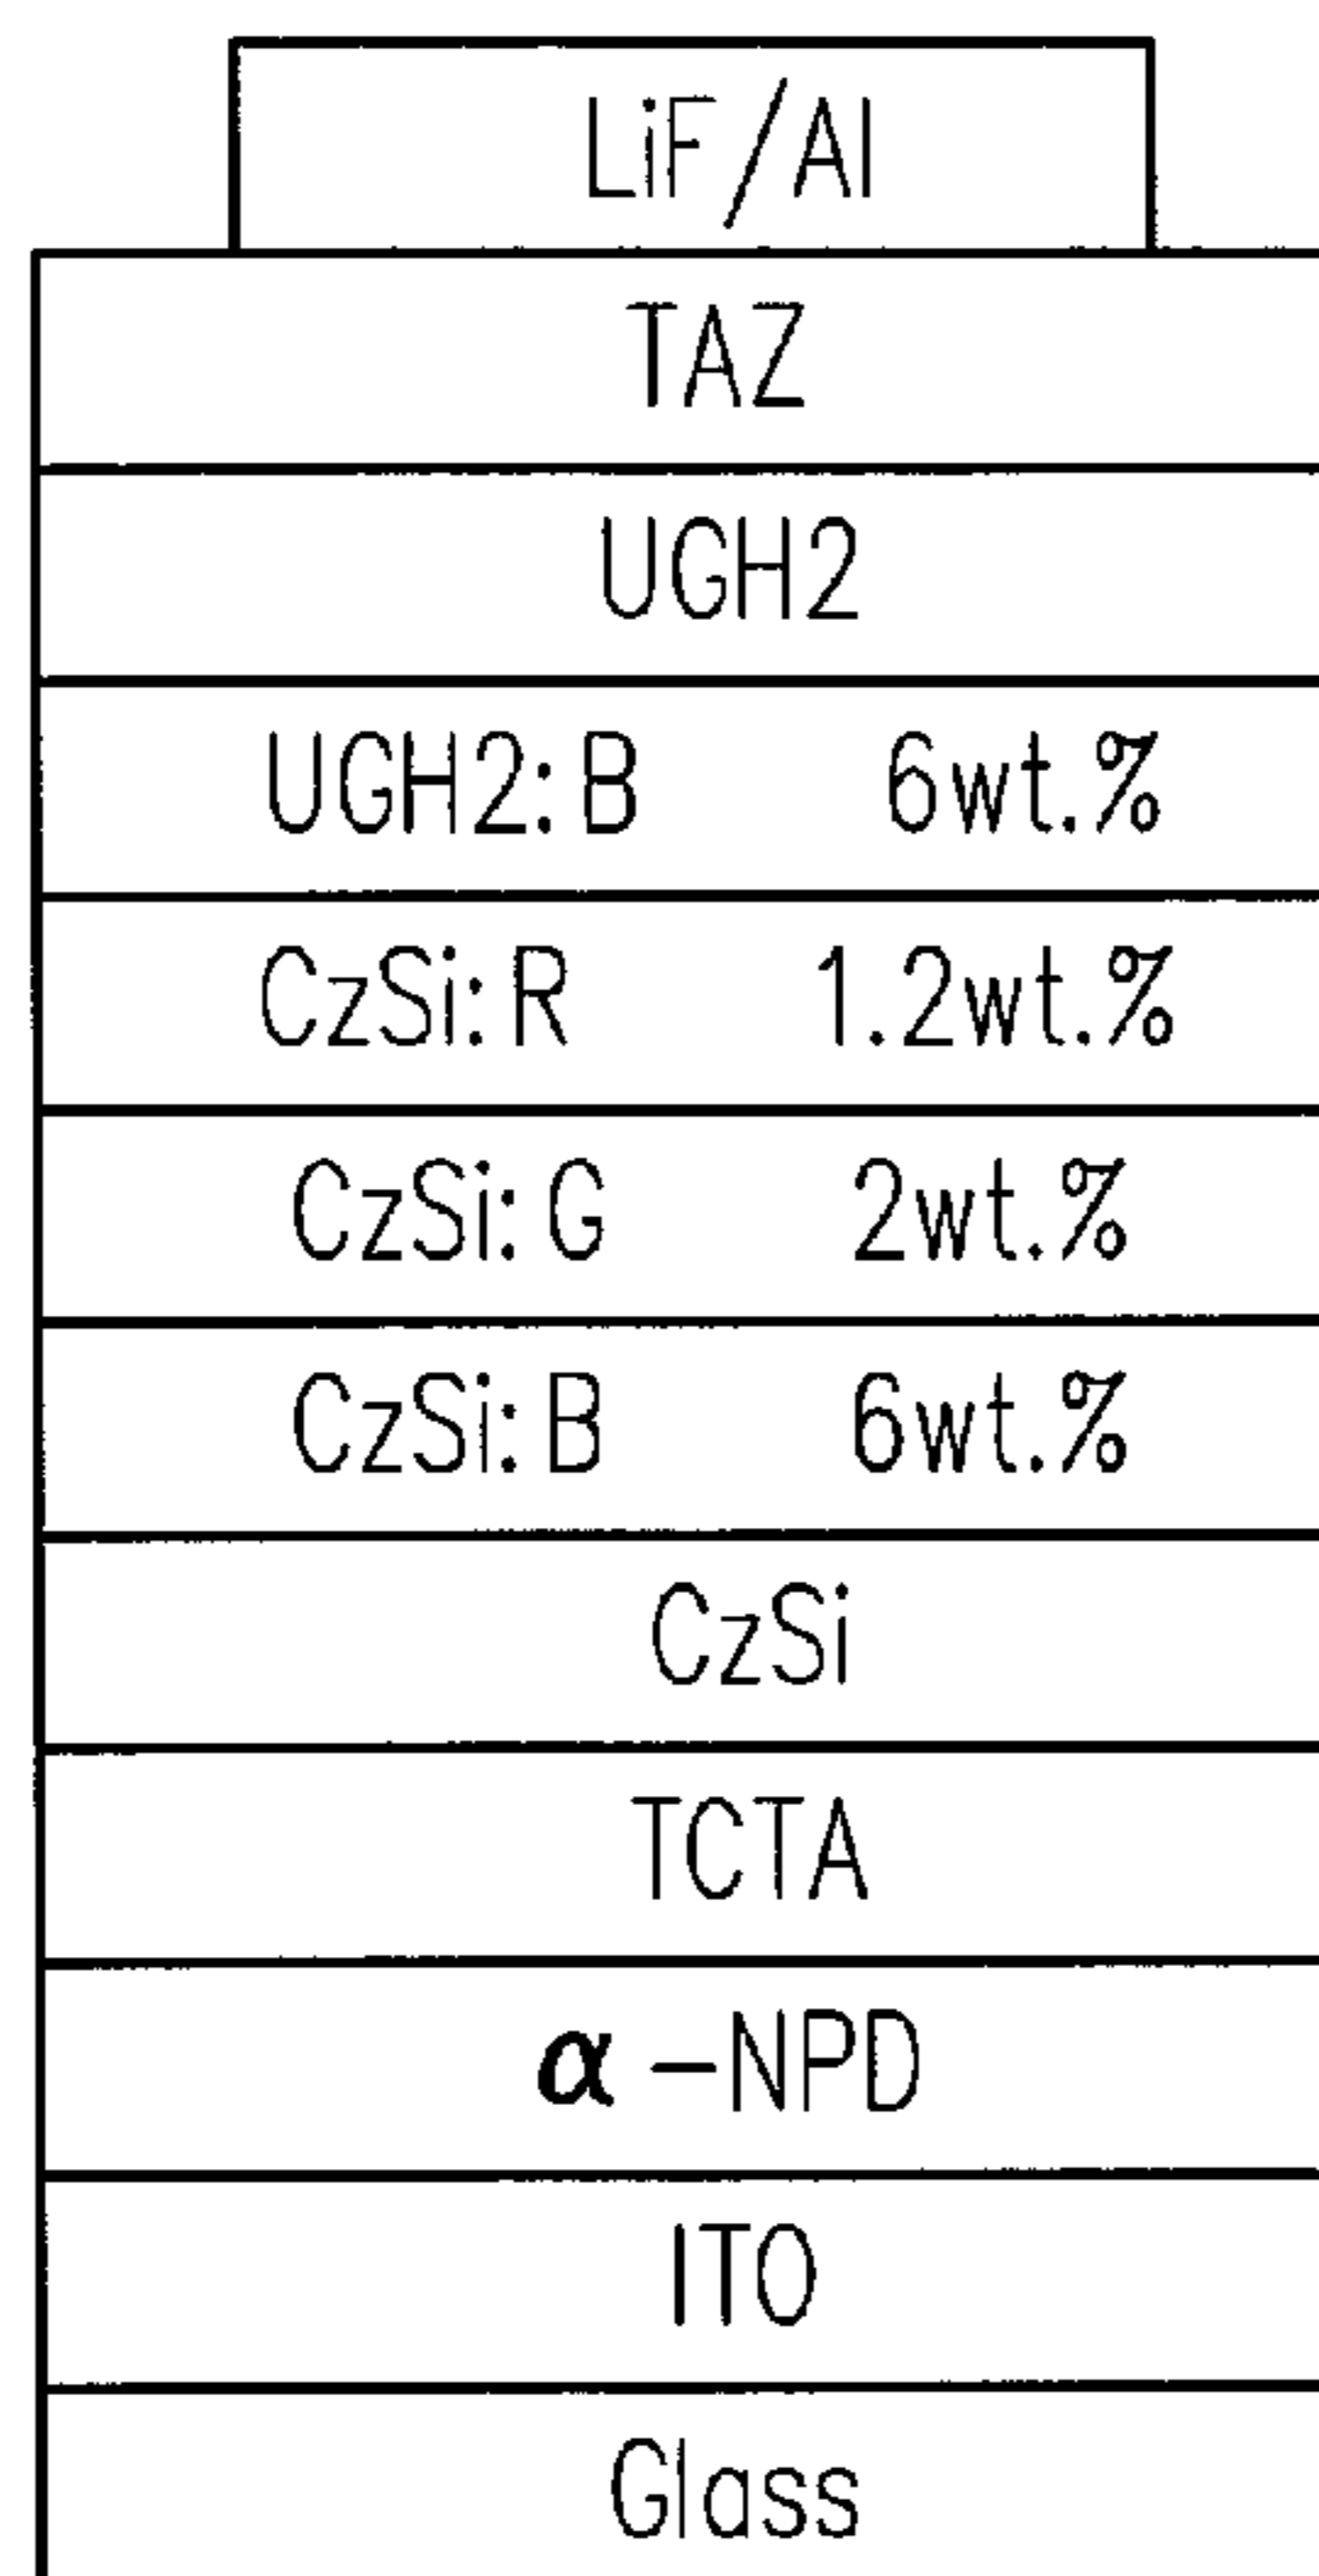 LiF/Al
TAZ
UGH2
UGH2:B 6wt.%
CzSi:R 1.2wt.%
CzSi:G 2wt.%
CzSi:B 6wt.%
CzSi
TCTA
α-NPD
ITO
Glass